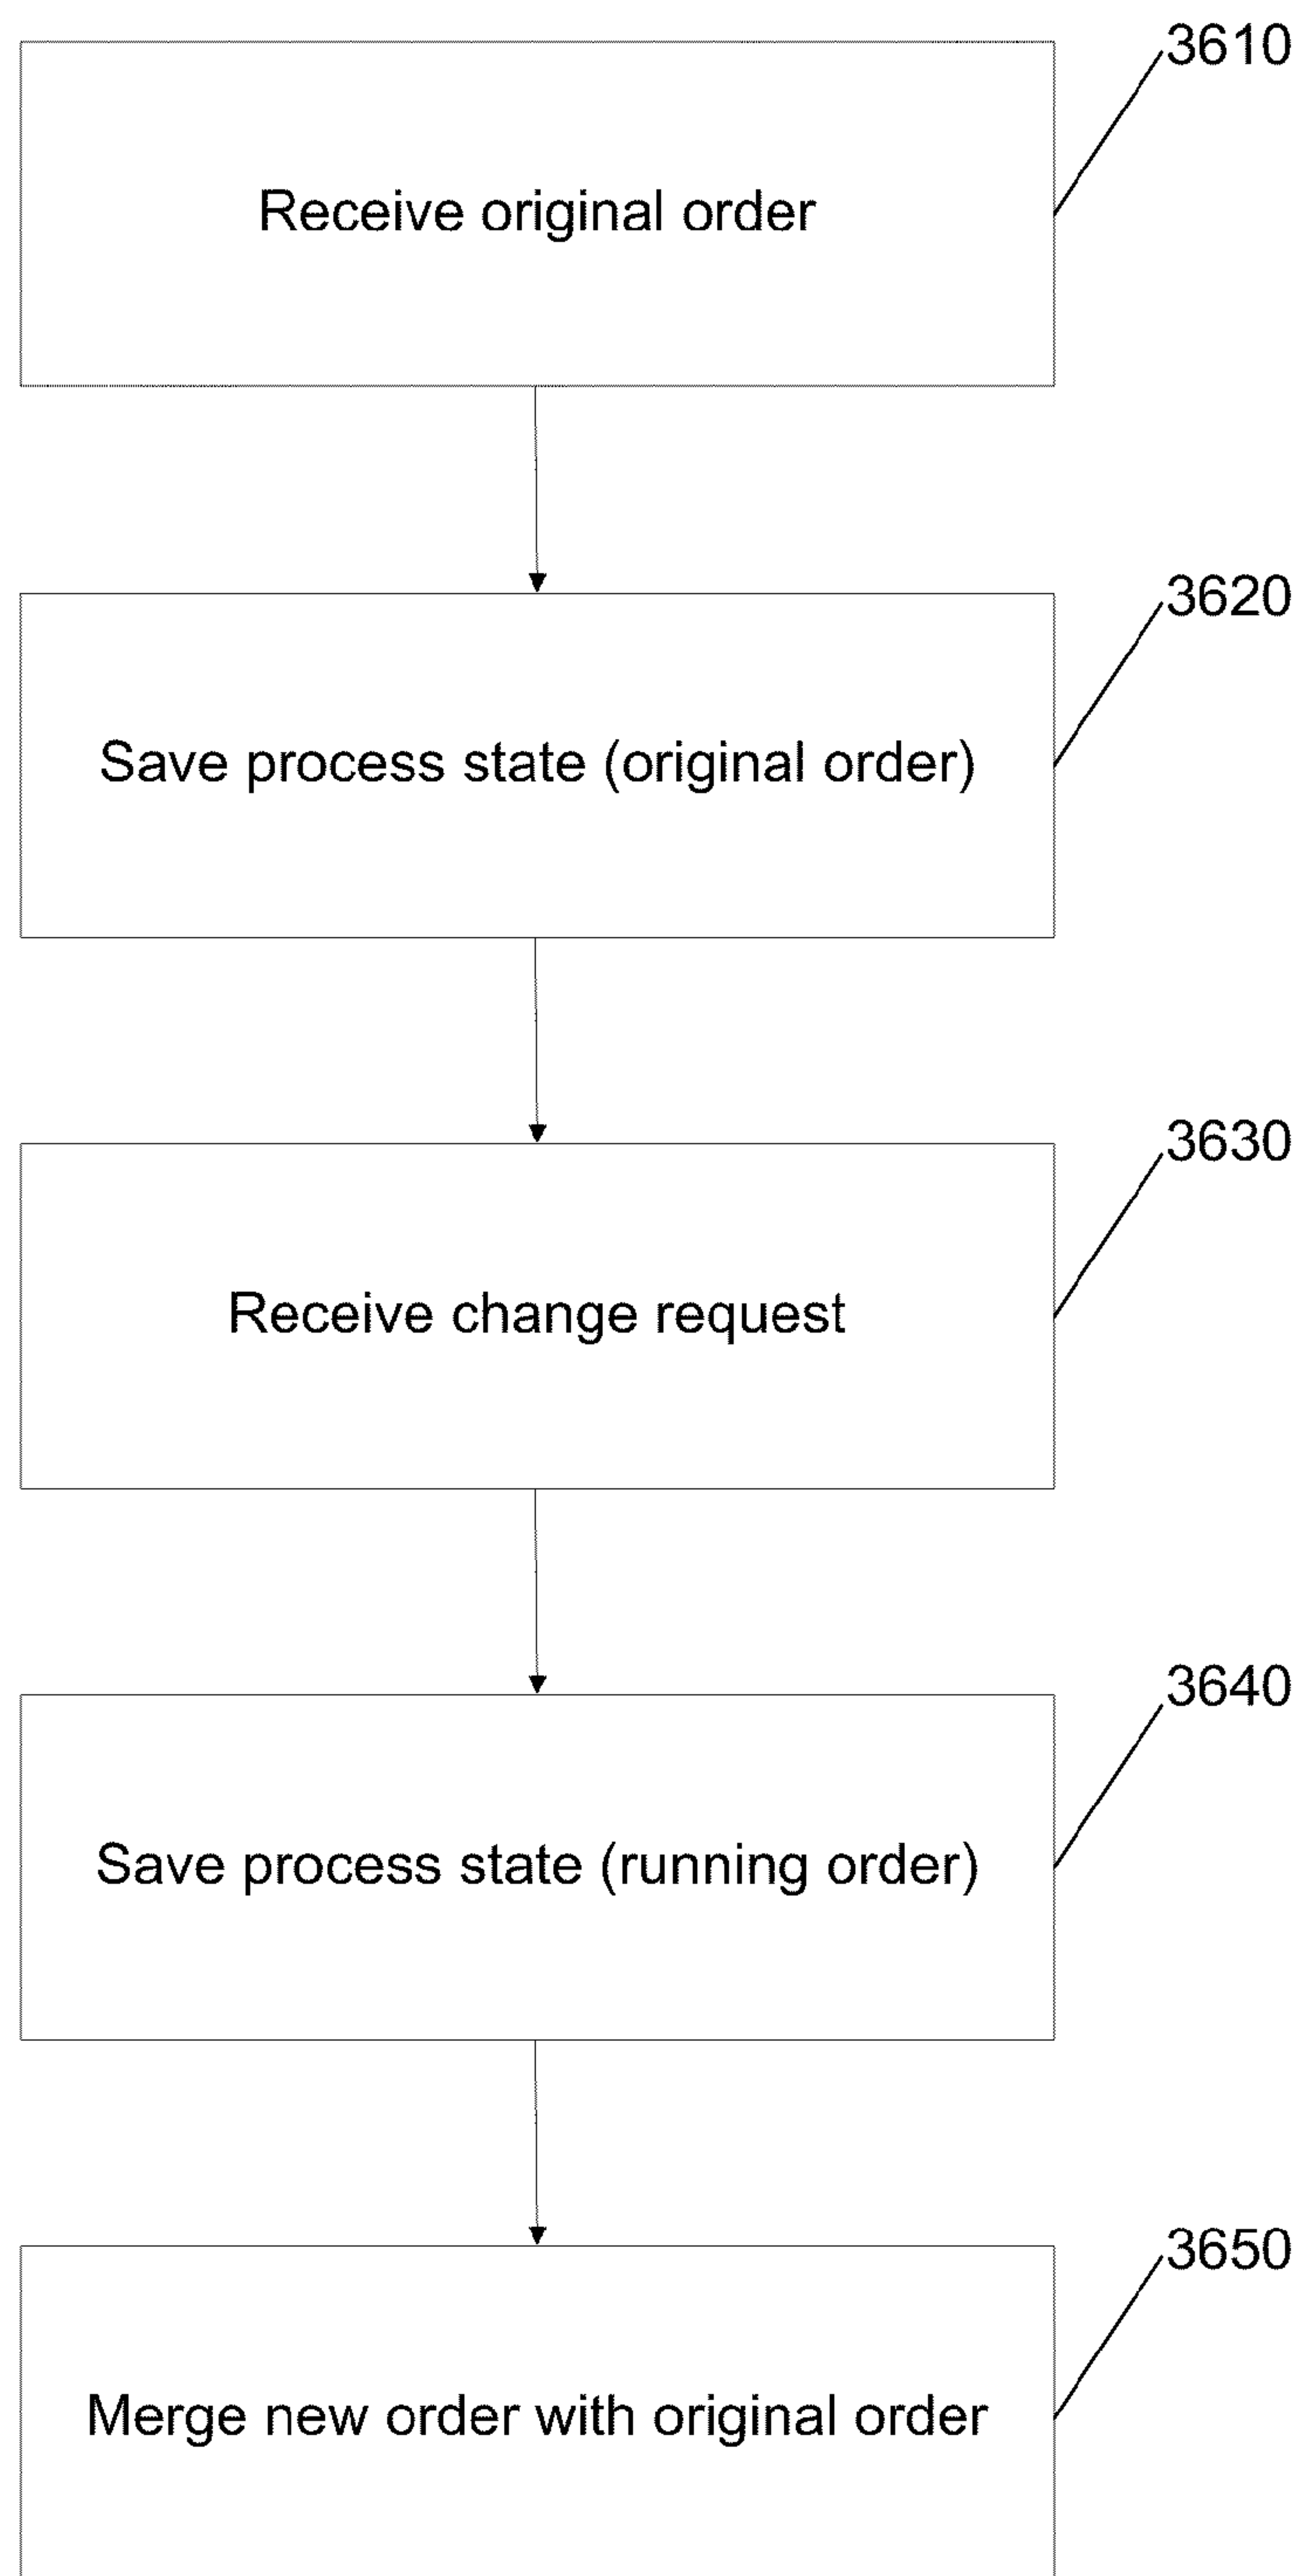 3610
Receive original order
3620
Save process state (original order)
3630
Receive change request
3640
Save process state (running order)
3650
Merge new order with original order